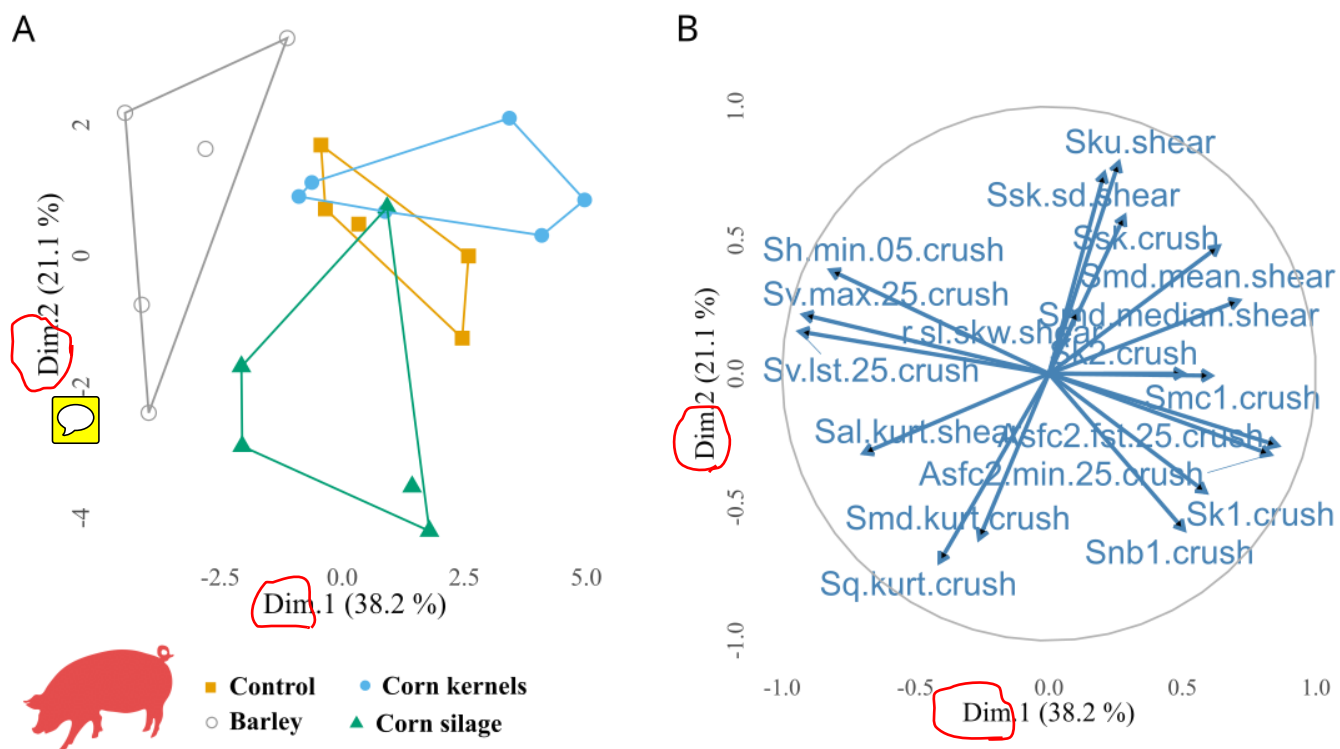 A
2
0
-2
-4
Dim.2 (21.1 %)
-2.5 0.0 2.5 5.0
Dim.1 (38.2 %)
Control
Corn kernels
Barley
Corn silage
B
1.0
0.5
0.0
-0.5
-1.0
Dim.2 (21.1 %)
Sku.shear
Ssk.sd.shear
Ssk.crush
Sh.min.05.crush
Smd.mean.shear
Sv.max.25.crush
Smd.median.shear
r.sl.skw.shear
Sk2.crush
Sv.lst.25.crush
Smc1.crush
Sal.kurt.shear
Asfc2.fst.25.crush
Asfc2.min.25.crush
Smd.kurt.crush
Sk1.crush
Snb1.crush
Sq.kurt.crush
-1.0 -0.5 0.0 0.5 1.0
Dim.1 (38.2 %)